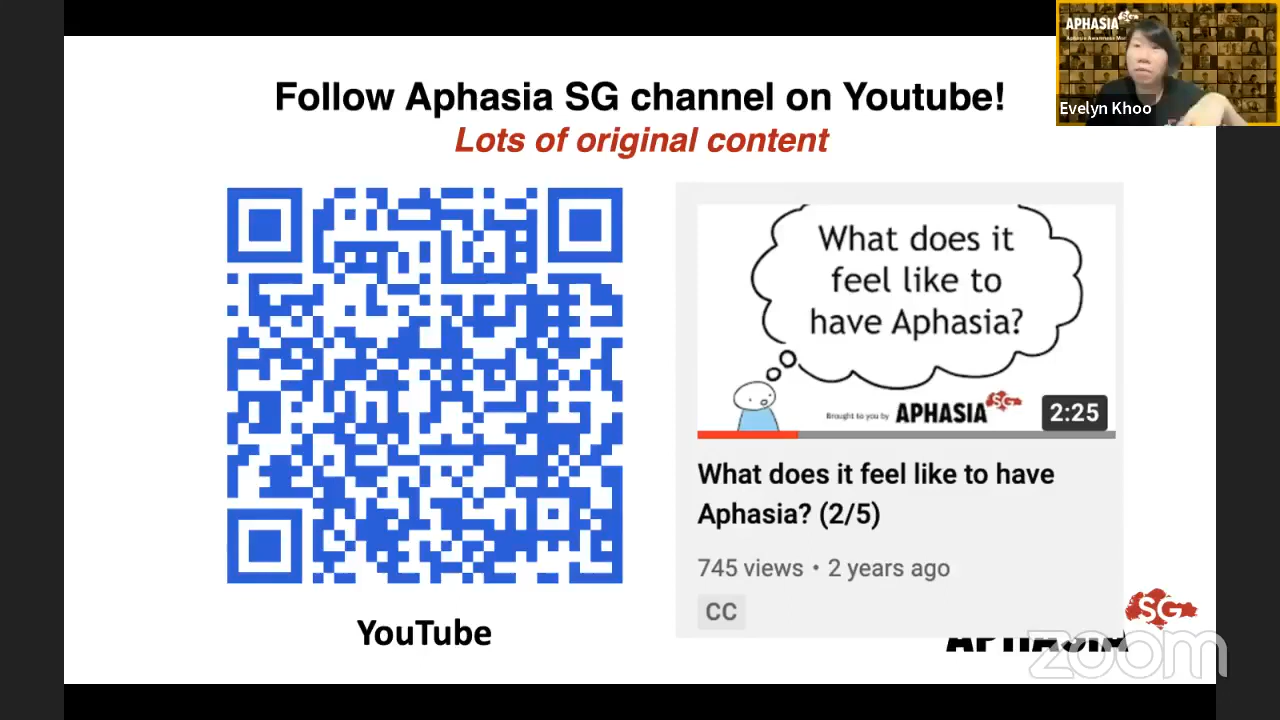 Follow Aphasia SG channel on Youtube!
Lots of original content
APHASIA SG
Evelyn Khoo
What does it
feel like to
have Aphasia?
Brought to you by APHASIA SG
2:25
What does it feel like to have
Aphasia? (2/5)
745 views • 2 years ago
CC
YouTube
SG
APHASIA
zoom